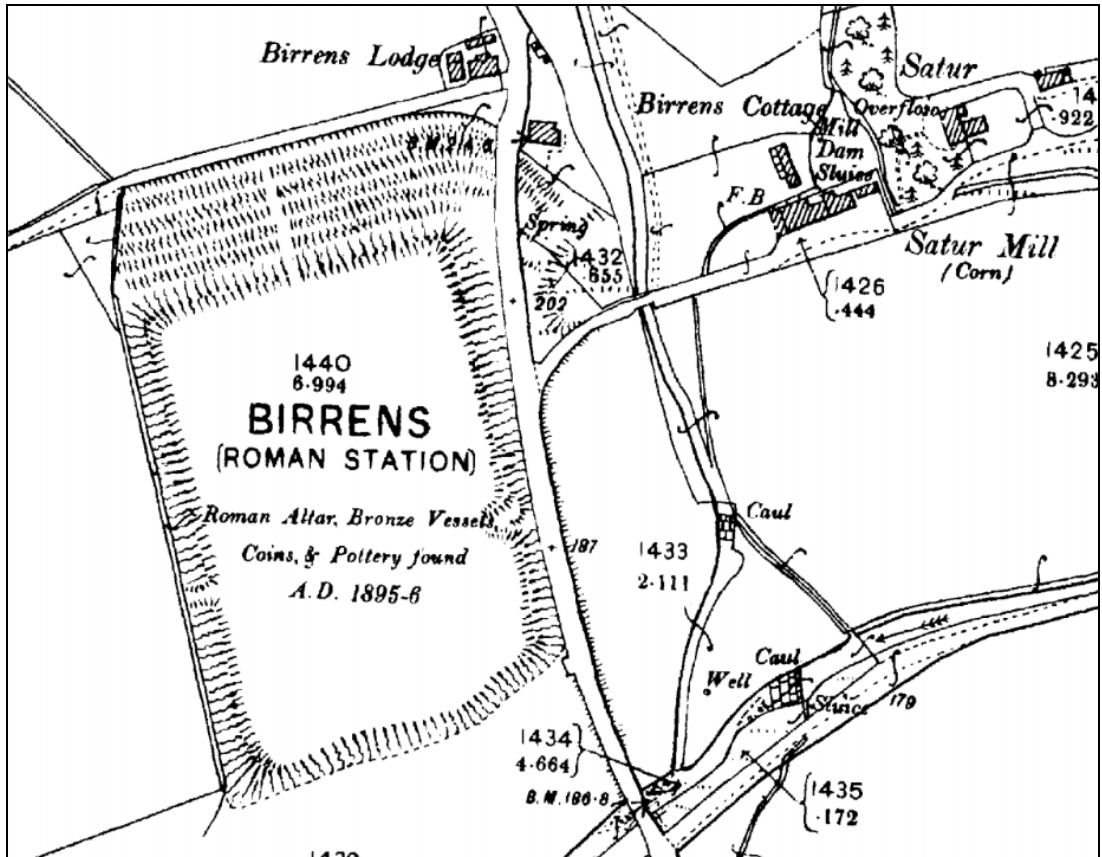 Birrens Lodge
Satur
Birrens Cottage
Overflow
14
.922
Mill
Dam
Sluice
F.B
Spring
1432
.655
202
Satur Mill
(Corn)
1426
.444
1425
8.293
1440
6.994
BIRRENS
(ROMAN STATION)
Roman Altar, Bronze Vessels,
Coins, & Pottery found
A.D. 1895-6
187
Caul
1433
2.111
Caul
Well
Sluice
179
1434
4.664
B.M. 186.8
1435
.172